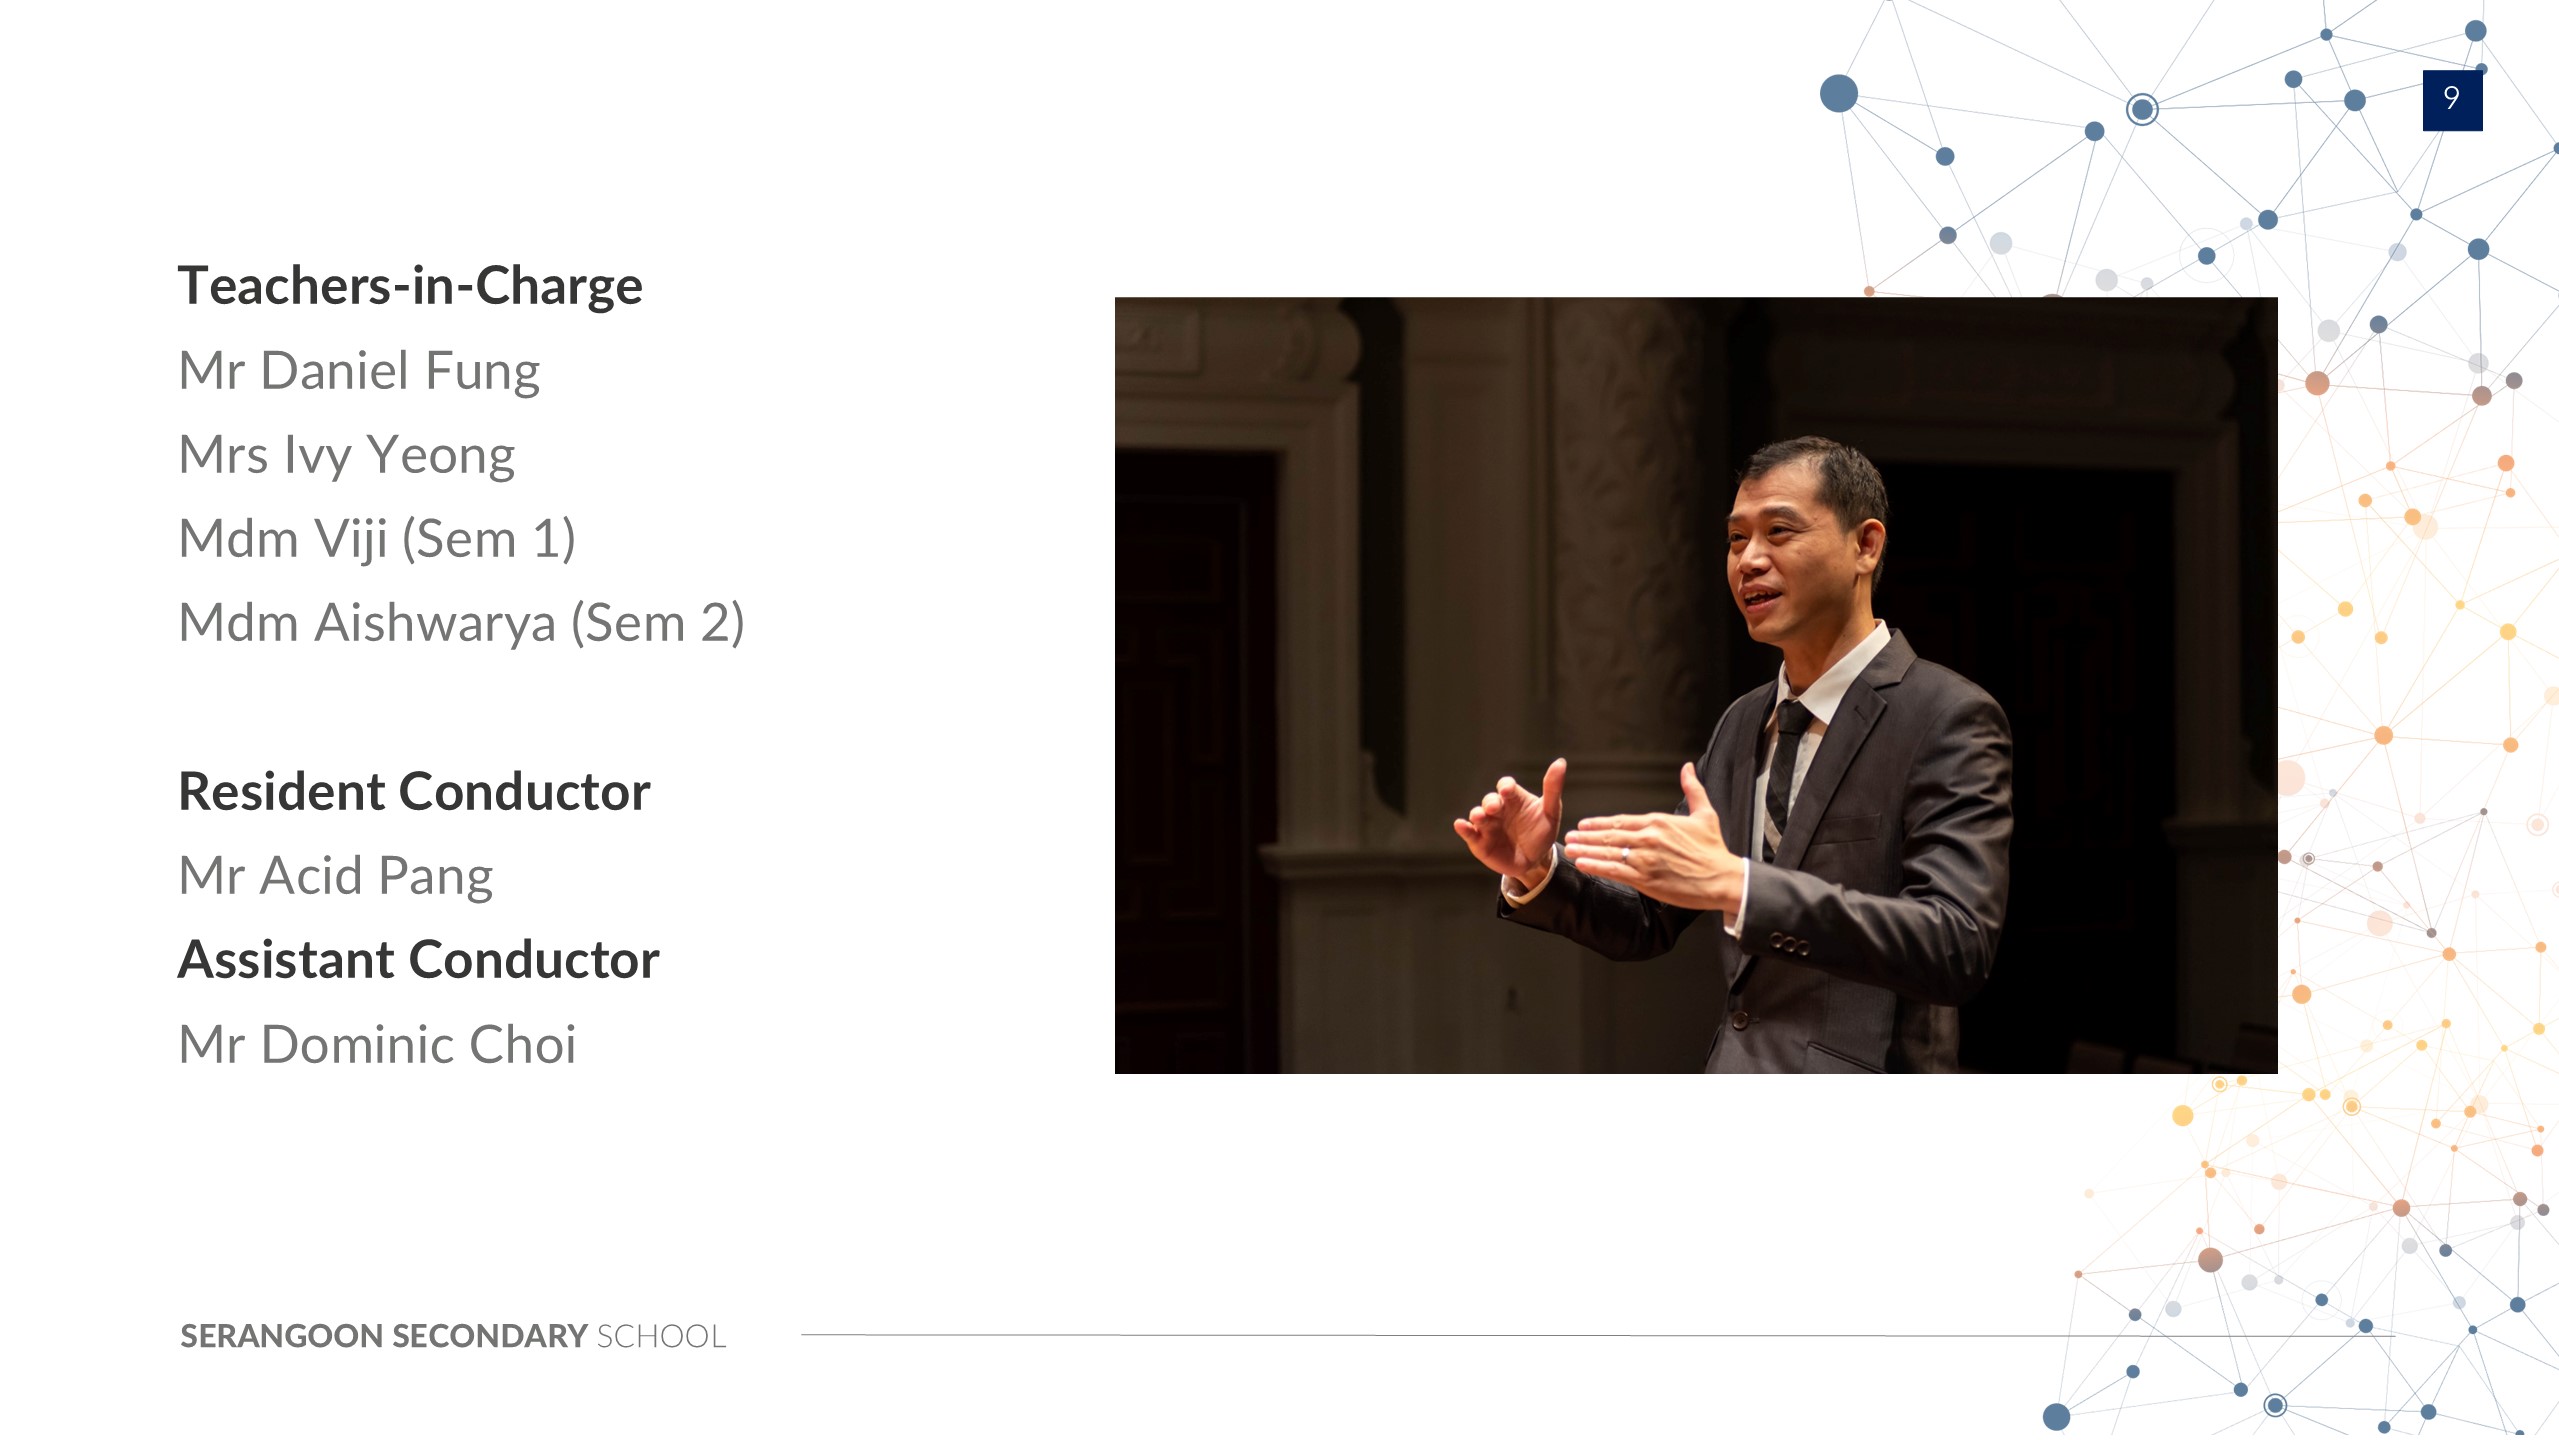 9
Teachers-in-Charge
Mr Daniel Fung
Mrs Ivy Yeong
Mdm Viji (Sem 1)
Mdm Aishwarya (Sem 2)
Resident Conductor
Mr Acid Pang
Assistant Conductor
Mr Dominic Choi
SERANGOON SECONDARY SCHOOL